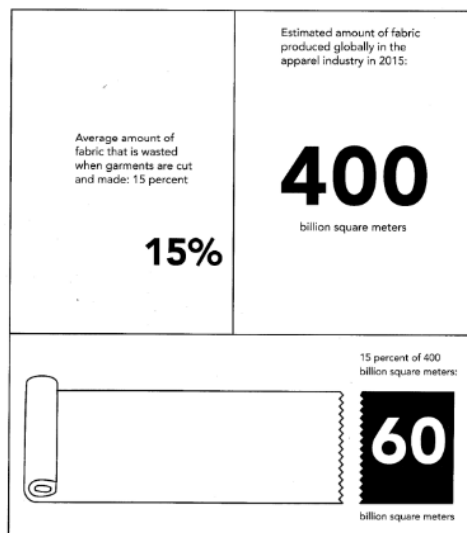 Estimated amount of fabric
produced globally in the
apparel industry in 2015:
400
billion square meters
Average amount of
fabric that is wasted
when garments are cut
and made: 15 percent
15%
15 percent of 400
billion square meters:
60
billion square meters